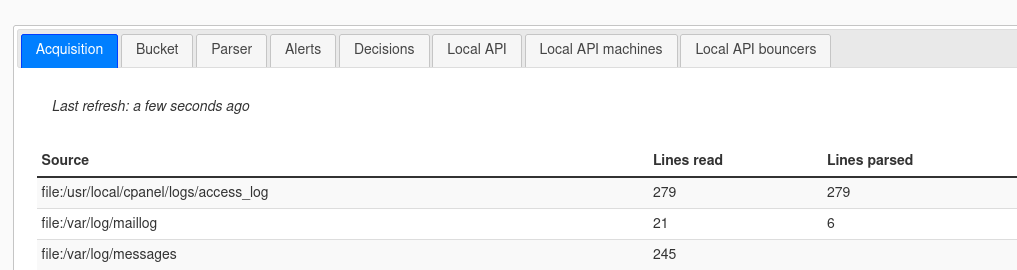 Acquisition Bucket Parser Alerts Decisions Local API Local API machines Local API bouncers
Last refresh: a few seconds ago
Source Lines read Lines parsed
file:/usr/local/cpanel/logs/access_log 279 279
file:/var/log/maillog 21 6
file:/var/log/messages 245